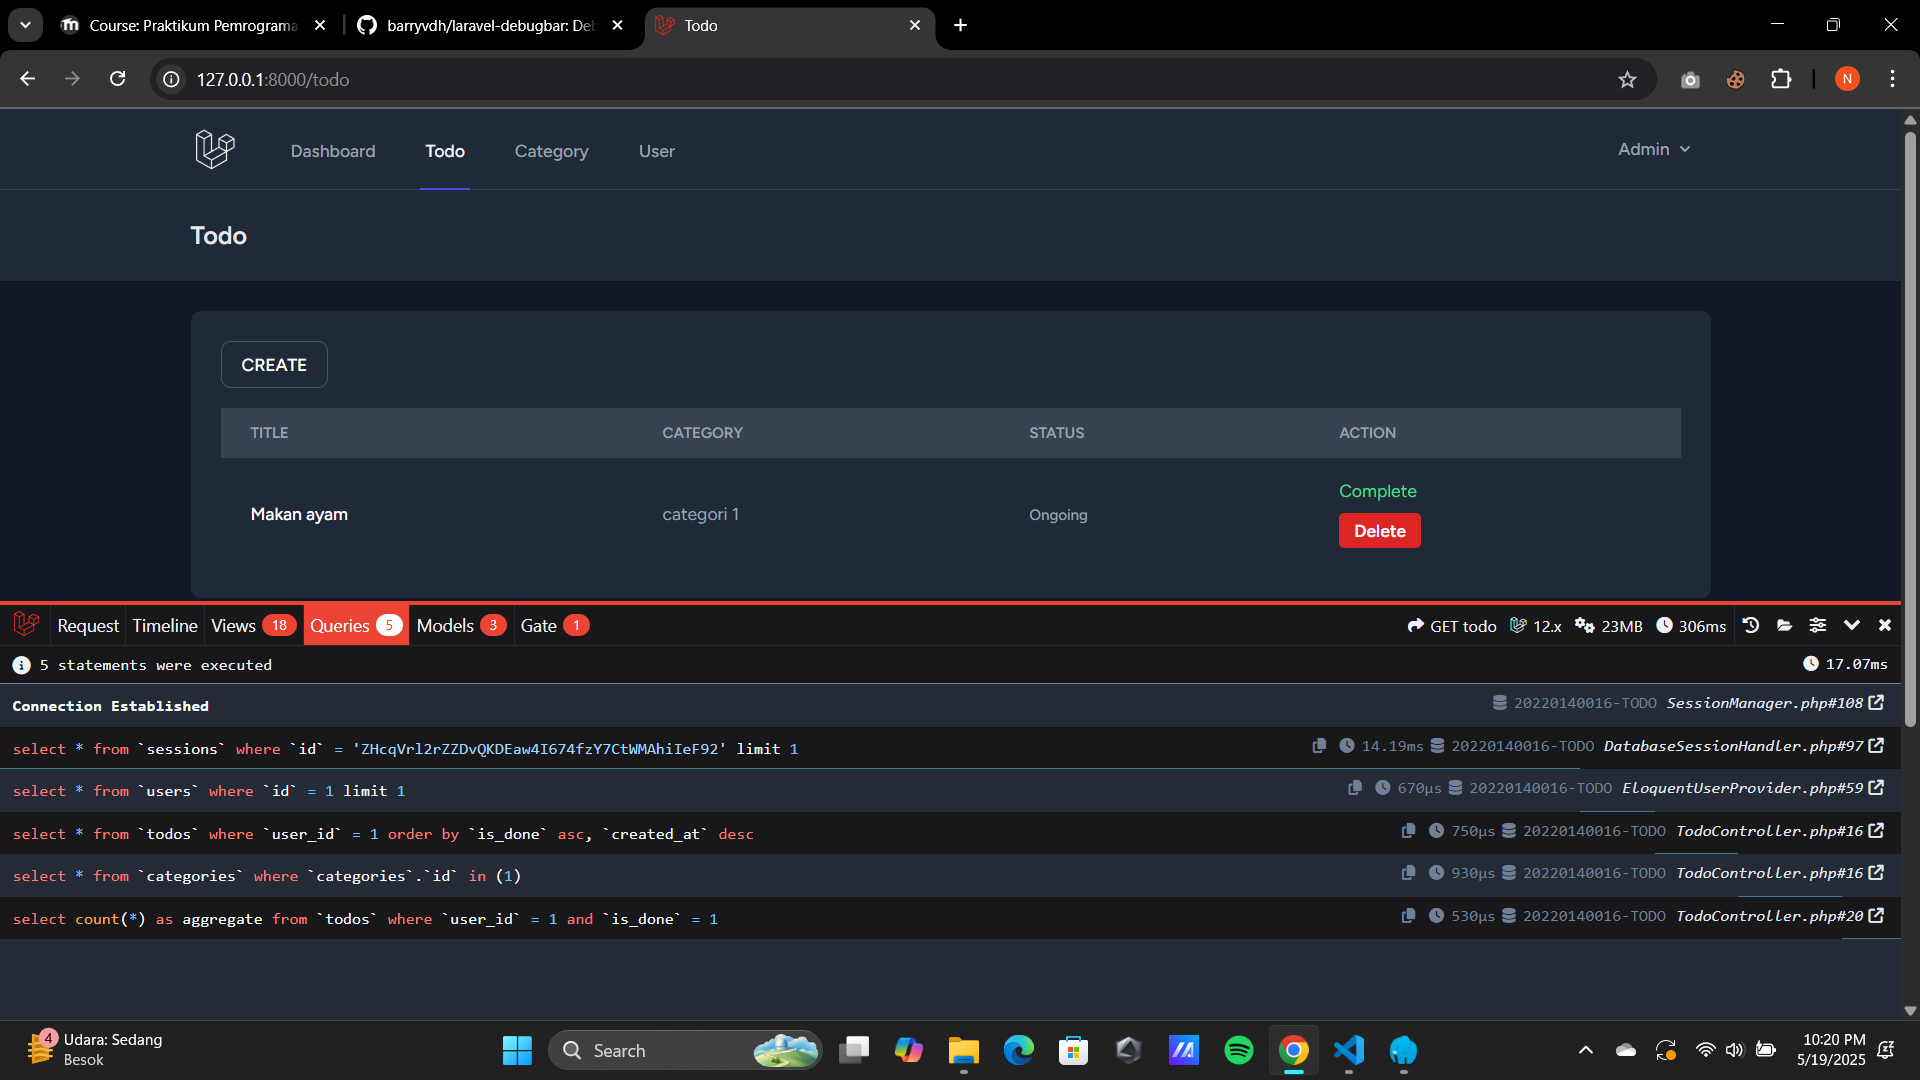 Course: Praktikum Pemrograma
barryvdh/laravel-debugbar: De
Todo
127.0.0.1:8000/todo
N
Dashboard
Todo
Category
User
Admin
Todo
CREATE
TITLE CATEGORY STATUS ACTION
Makan ayam categori 1 Ongoing
Complete
Delete
Request Timeline Views 18 Queries 5 Models 3 Gate 1 GET todo 12.x 23MB 306ms
5 statements were executed 17.07ms
Connection Established 20220140016-TODO SessionManager.php#108
select * from `sessions` where `id` = 'ZHcqVrl2rZZDvQKDEaw4I674fzY7CtWMAhiIeF92' limit 1 14.19ms 20220140016-TODO DatabaseSessionHandler.php#97
select * from `users` where `id` = 1 limit 1 670μs 20220140016-TODO EloquentUserProvider.php#59
select * from `todos` where `user_id` = 1 order by `is_done` asc, `created_at` desc 750μs 20220140016-TODO TodoController.php#16
select * from `categories` where `categories`.`id` in (1) 930μs 20220140016-TODO TodoController.php#16
select count(*) as aggregate from `todos` where `user_id` = 1 and `is_done` = 1 530μs 20220140016-TODO TodoController.php#20
4
Udara: Sedang
Besok
Search
10:20 PM
5/19/2025